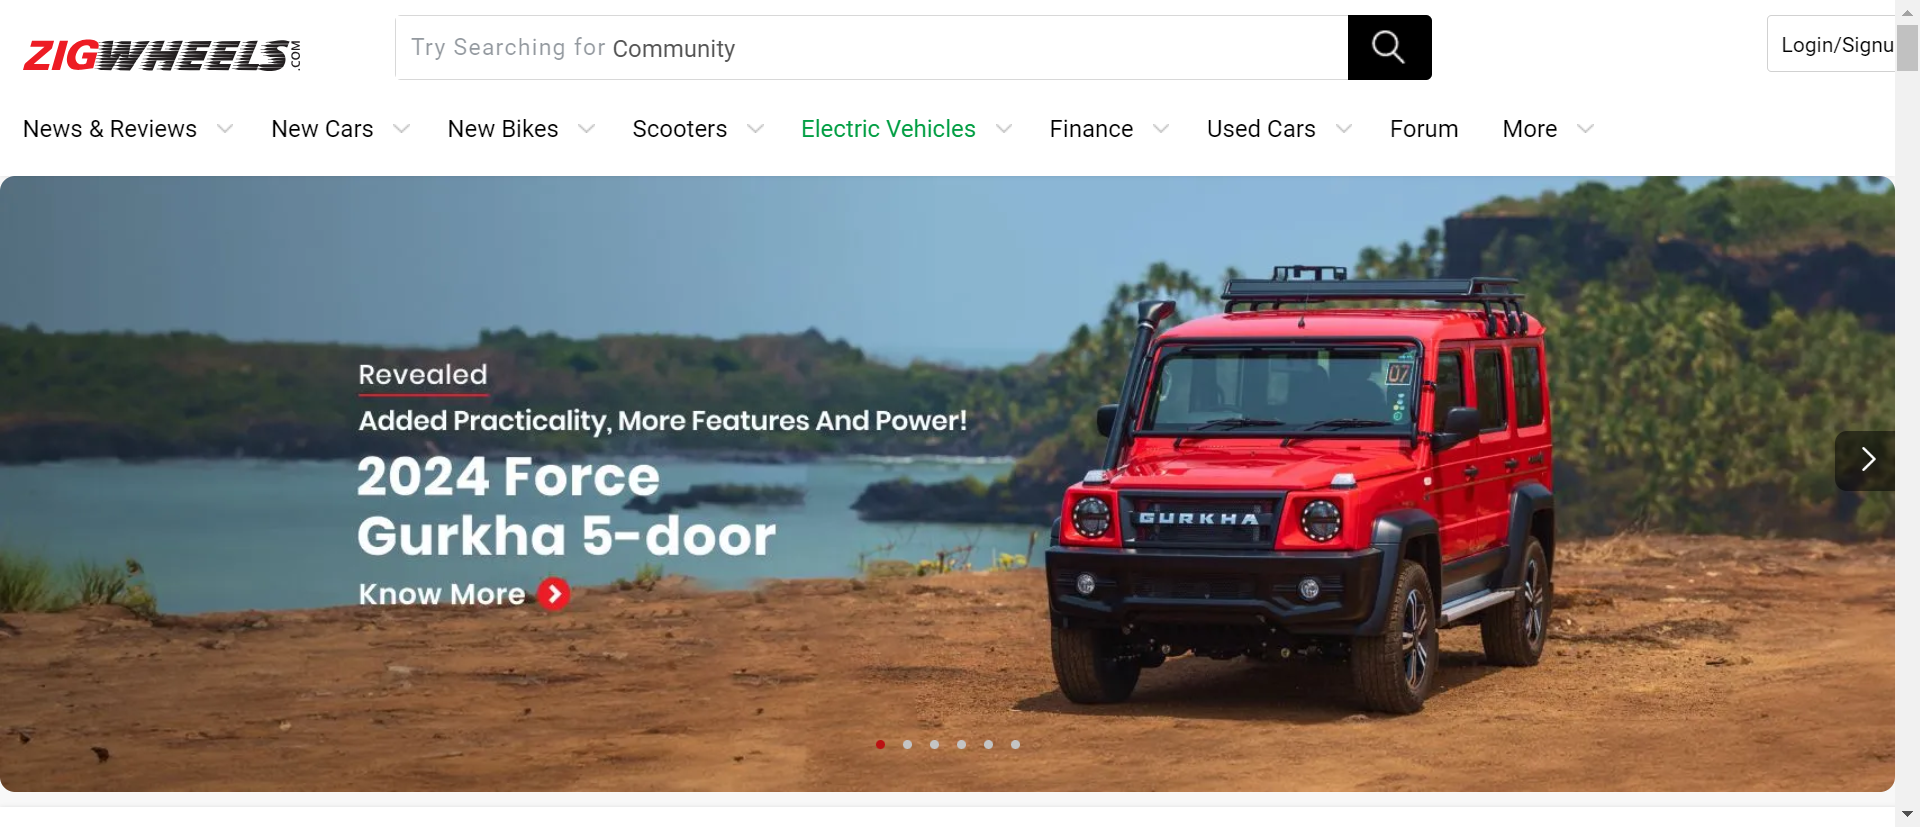 ZIGWHEELS.COM
Try Searching for Community
Login/Signu
News & Reviews New Cars New Bikes Scooters Electric Vehicles Finance Used Cars Forum More
Revealed
Added Practicality, More Features And Power!
2024 Force
Gurkha 5-door
Know More
07
GURKHA